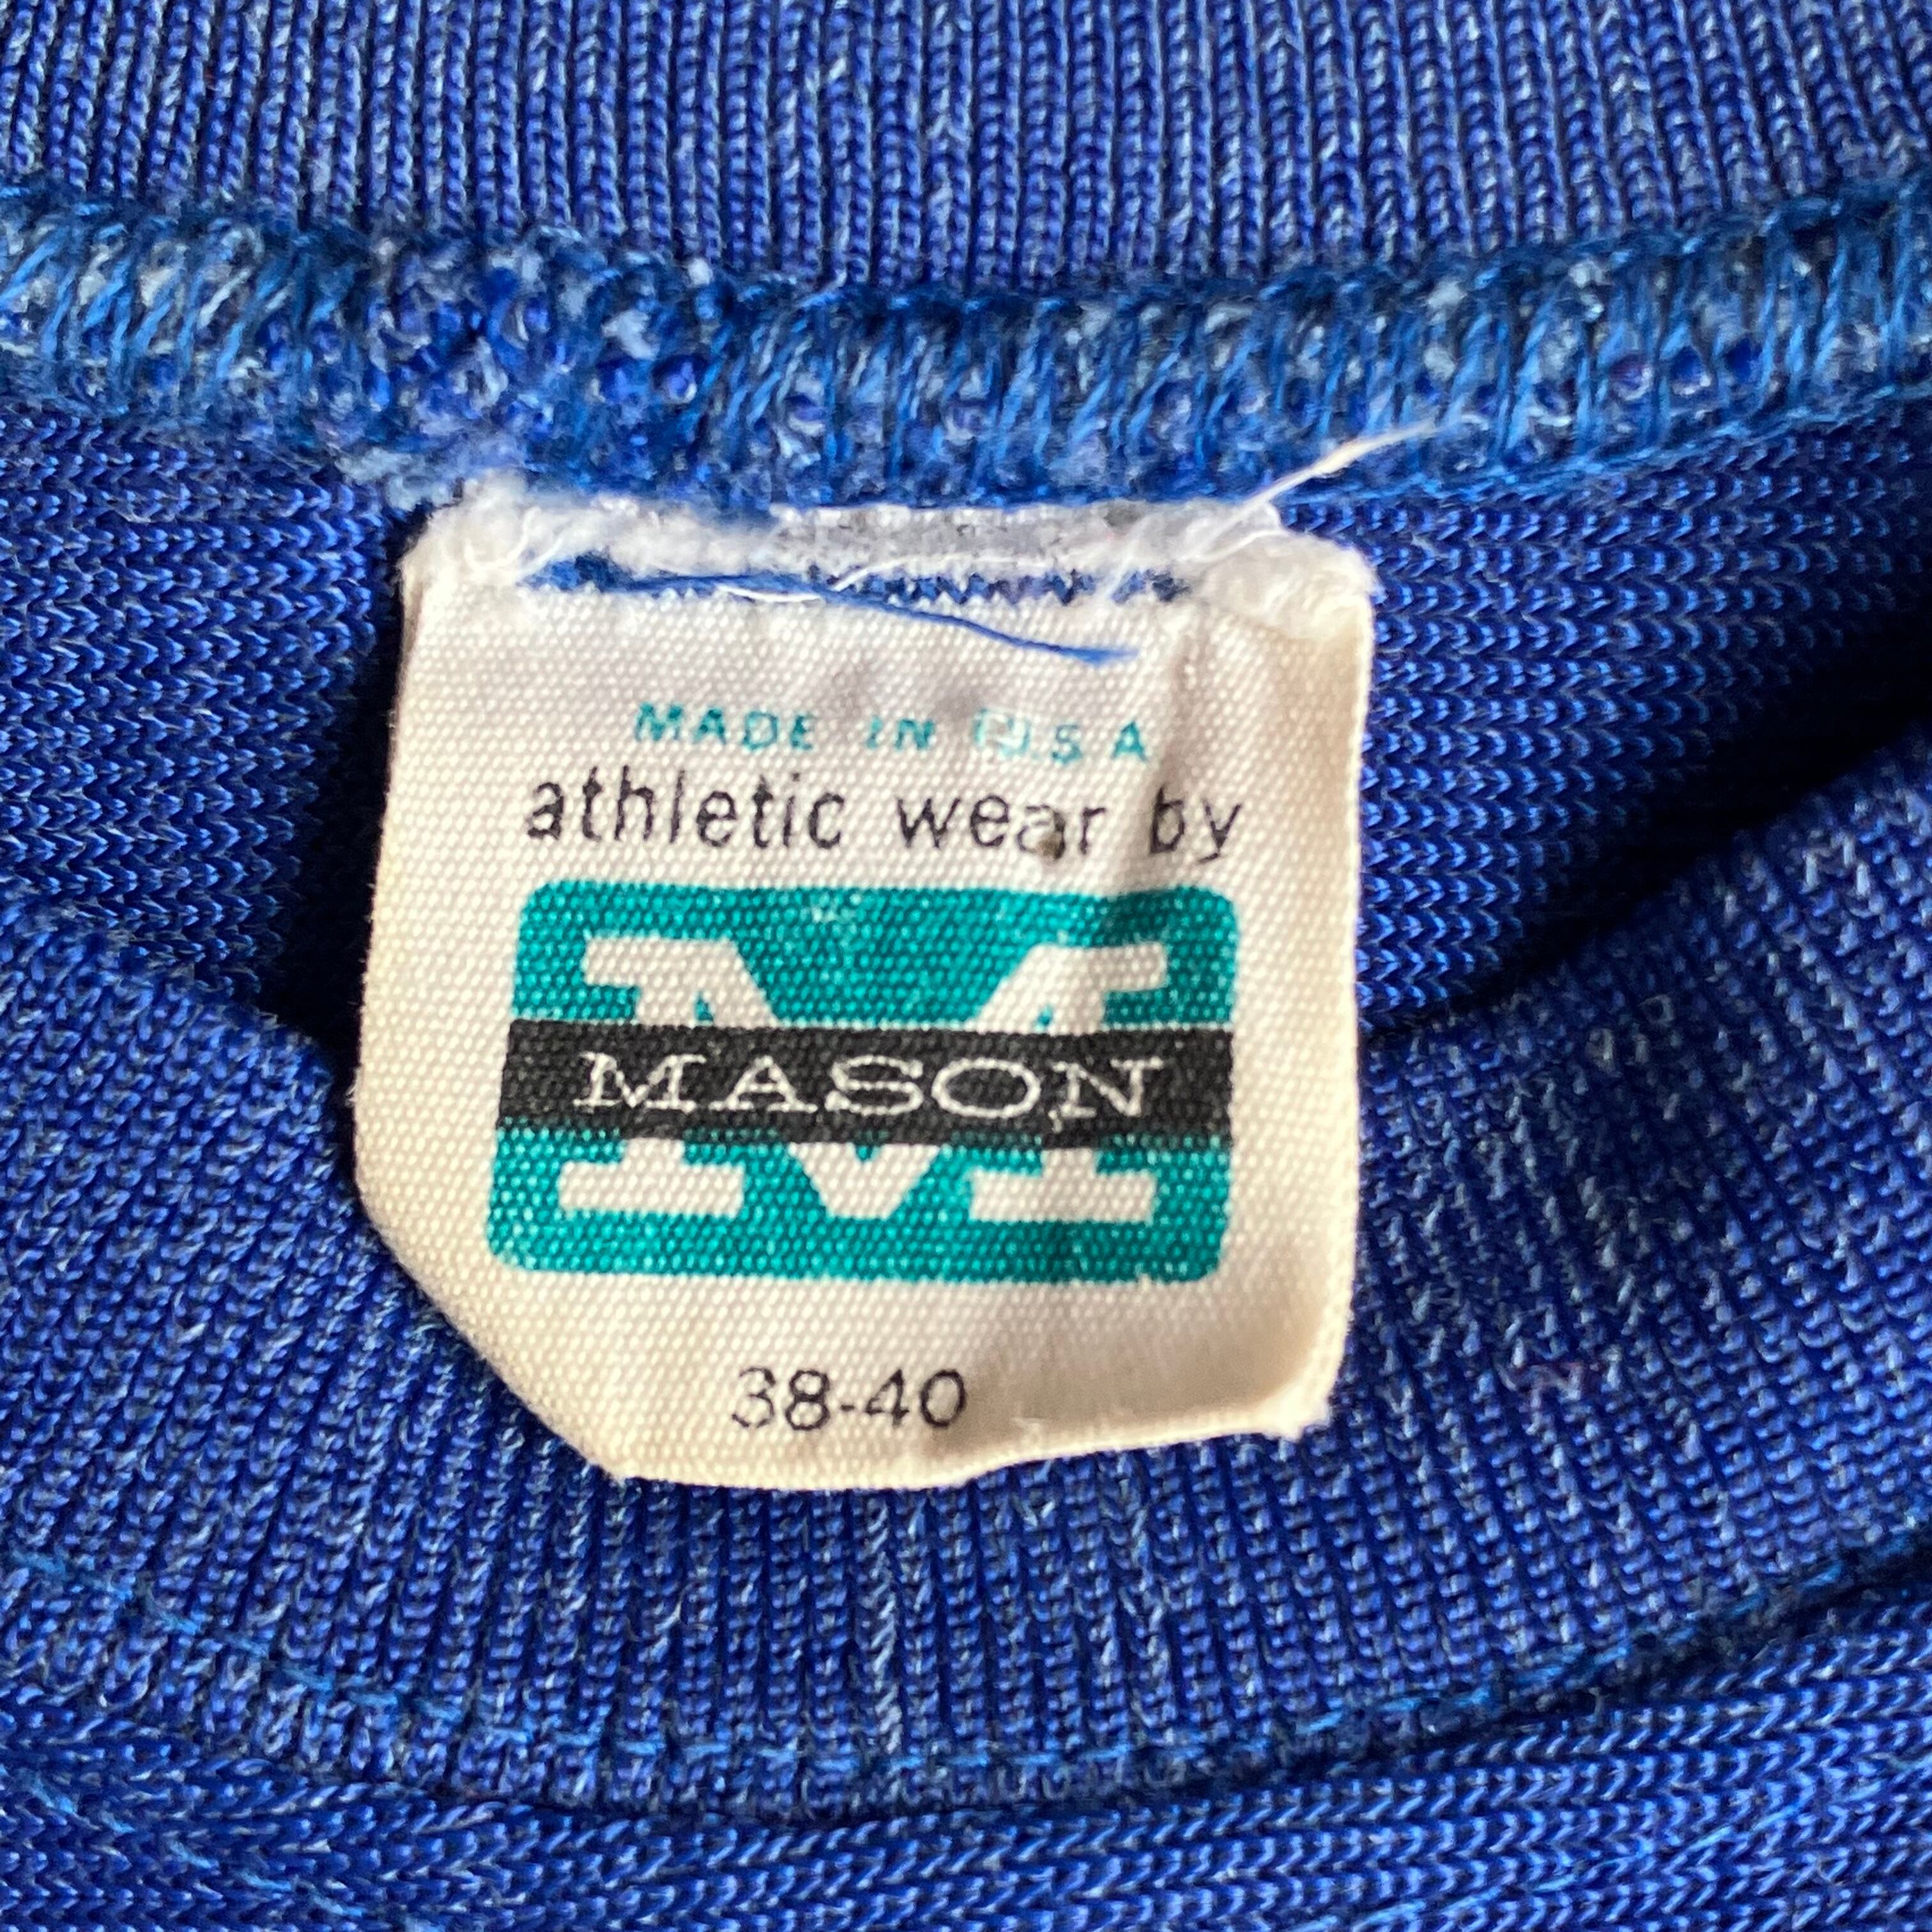 MADE IN U.S.A
athletic wear by
M
MASON
38-40